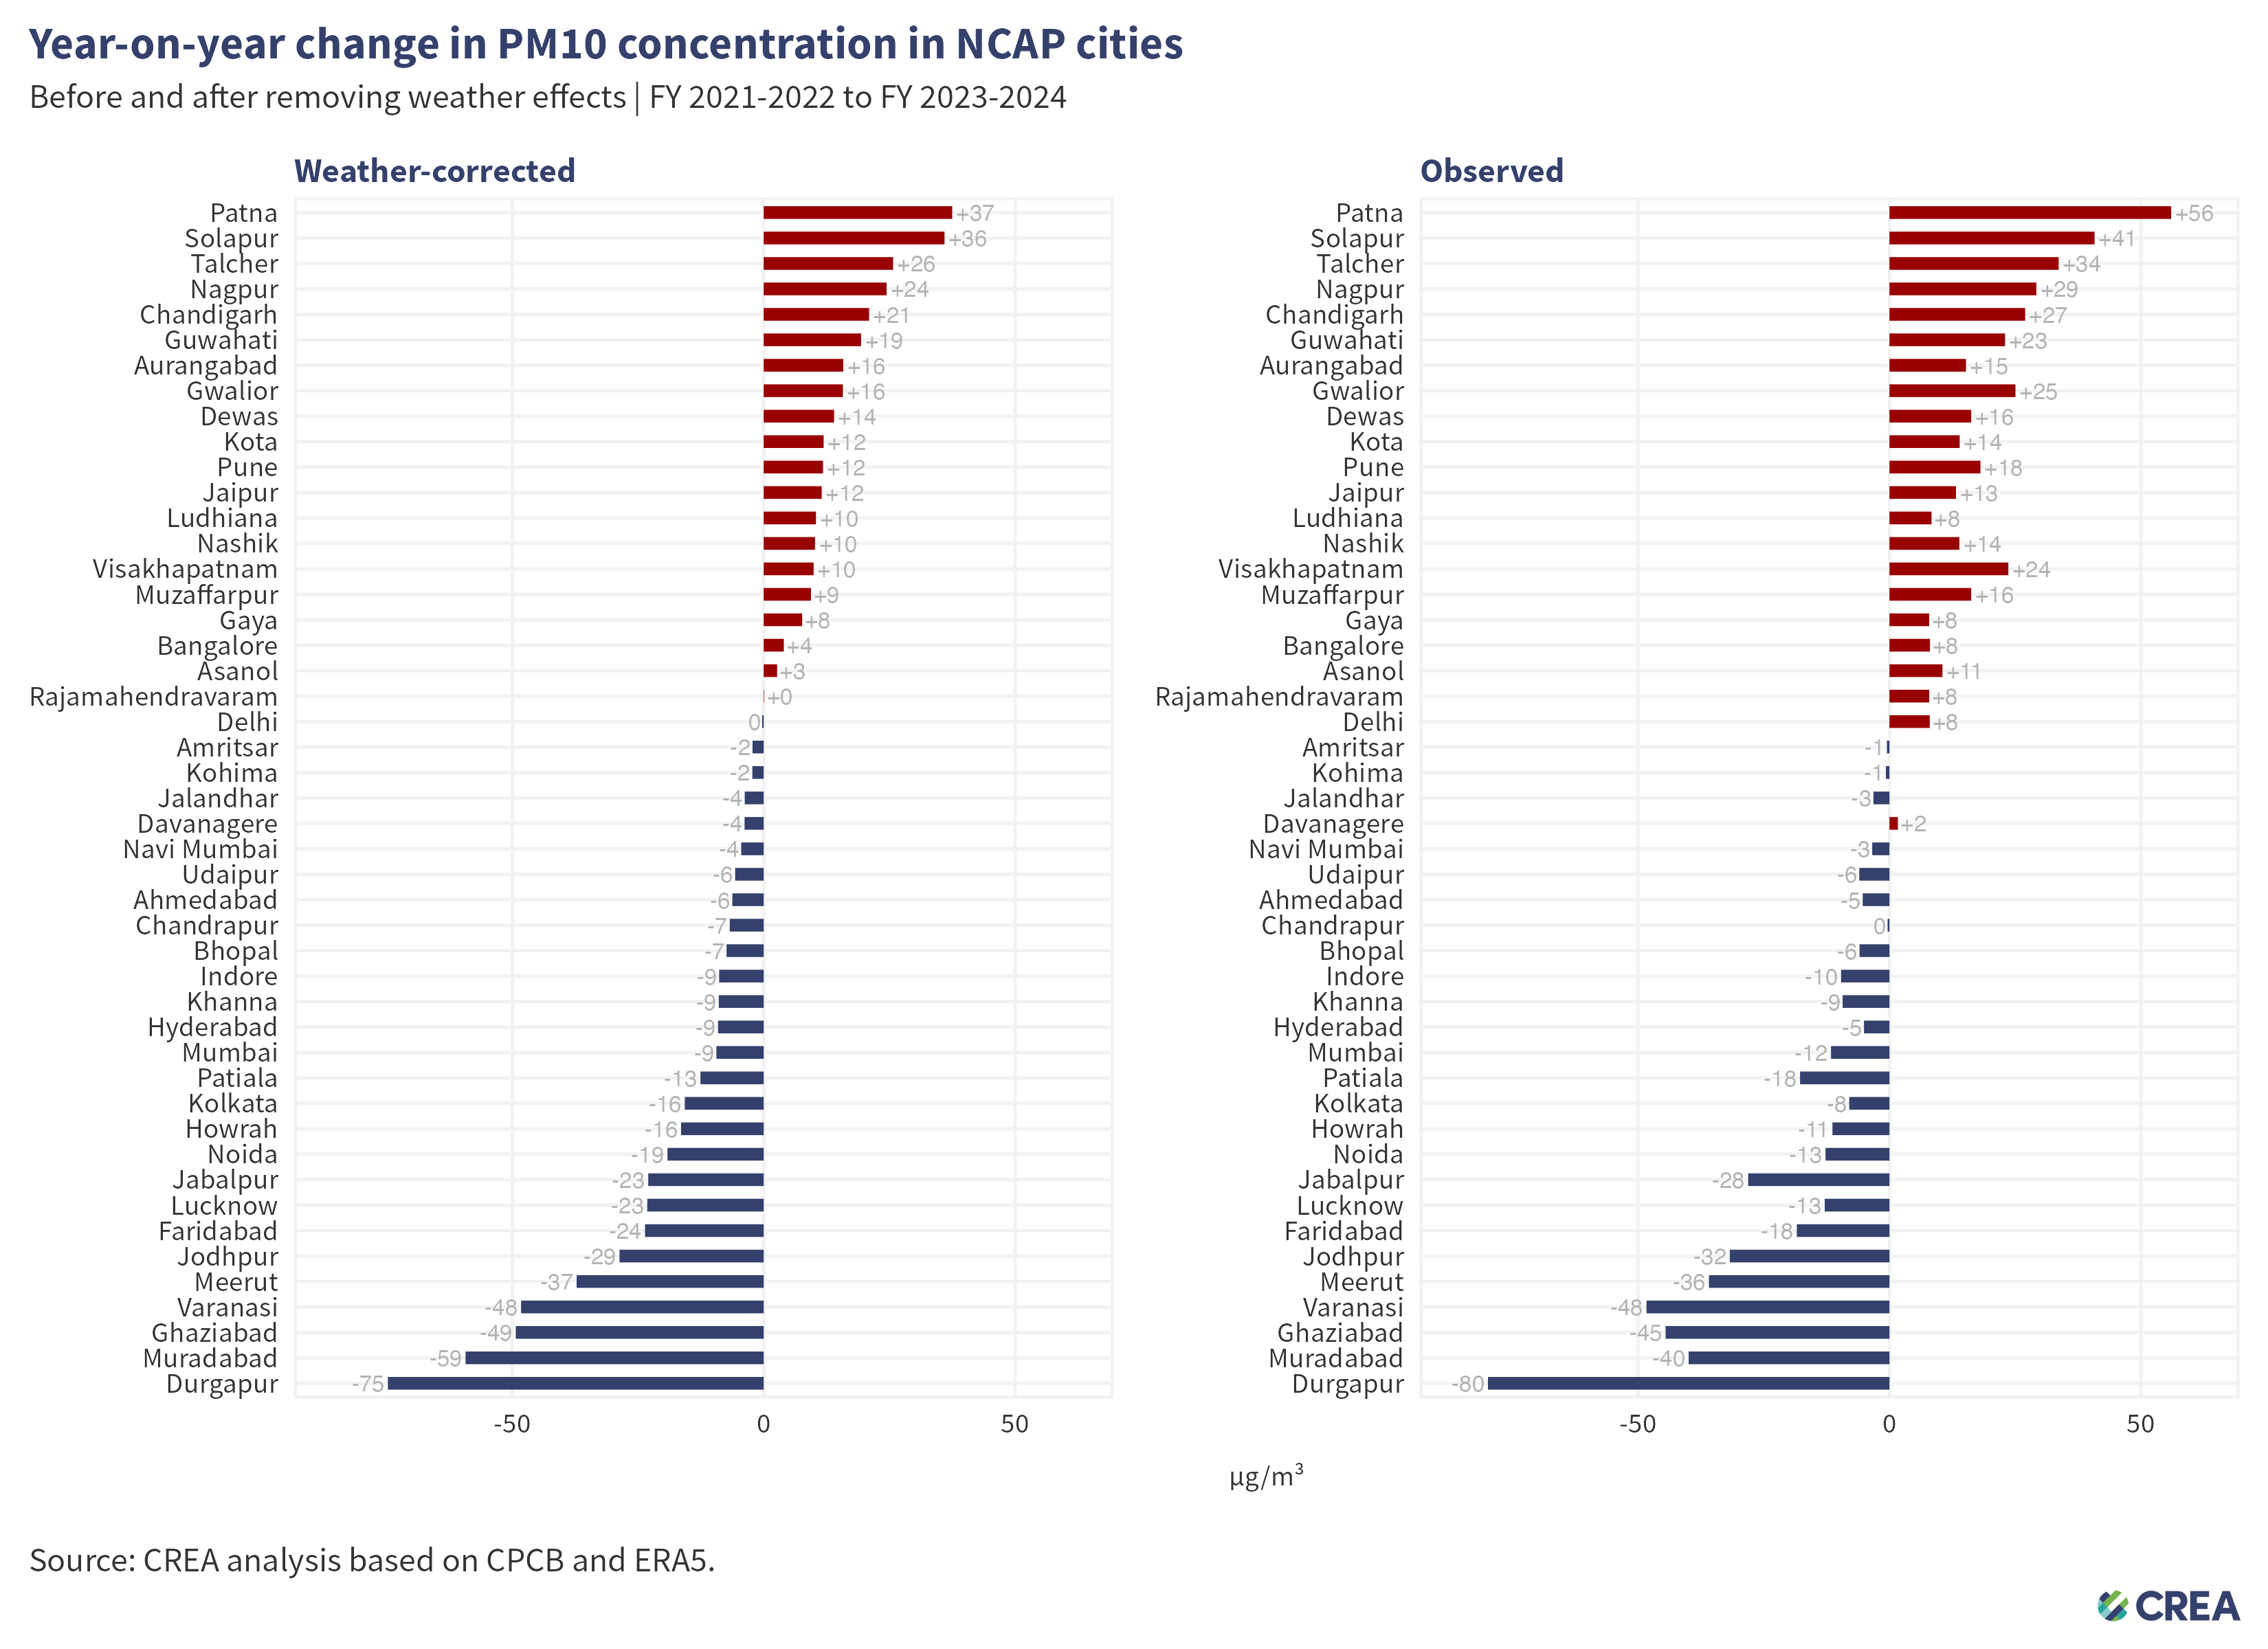 Year-on-year change in PM10 concentration in NCAP cities
Before and after removing weather effects | FY 2021-2022 to FY 2023-2024
Weather-corrected
Patna +37
Solapur +36
Talcher +26
Nagpur +24
Chandigarh +21
Guwahati +19
Aurangabad +16
Gwalior +16
Dewas +14
Kota +12
Pune +12
Jaipur +12
Ludhiana +10
Nashik +10
Visakhapatnam +10
Muzaffarpur +9
Gaya +8
Bangalore +4
Asanol +3
Rajamahendravaram +0
Delhi 0
Amritsar -2
Kohima -2
Jalandhar -4
Davanagere -4
Navi Mumbai -4
Udaipur -6
Ahmedabad -6
Chandrapur -7
Bhopal -7
Indore -9
Khanna -9
Hyderabad -9
Mumbai -9
Patiala -13
Kolkata -16
Howrah -16
Noida -19
Jabalpur -23
Lucknow -23
Faridabad -24
Jodhpur -29
Meerut -37
Varanasi -48
Ghaziabad -49
Muradabad -59
Durgapur -75
-50 0 50
Observed
Patna +56
Solapur +41
Talcher +34
Nagpur +29
Chandigarh +27
Guwahati +23
Aurangabad +15
Gwalior +25
Dewas +16
Kota +14
Pune +18
Jaipur +13
Ludhiana +8
Nashik +14
Visakhapatnam +24
Muzaffarpur +16
Gaya +8
Bangalore +8
Asanol +11
Rajamahendravaram +8
Delhi +8
Amritsar -1
Kohima -1
Jalandhar -3
Davanagere +2
Navi Mumbai -3
Udaipur -6
Ahmedabad -5
Chandrapur 0
Bhopal -6
Indore -10
Khanna -9
Hyderabad -5
Mumbai -12
Patiala -18
Kolkata -8
Howrah -11
Noida -13
Jabalpur -28
Lucknow -13
Faridabad -18
Jodhpur -32
Meerut -36
Varanasi -48
Ghaziabad -45
Muradabad -40
Durgapur -80
-50 0 50
µg/m³
Source: CREA analysis based on CPCB and ERA5.
CREA